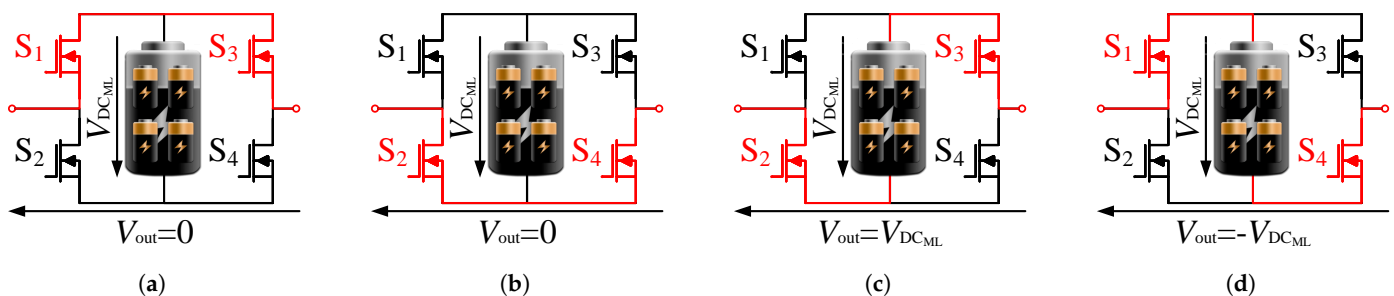 S1 S3
VDCML
S2 S4
Vout=0
(a)
S1 S3
VDCML
S2 S4
Vout=0
(b)
S1 S3
VDCML
S2 S4
Vout=VDCML
(c)
S1 S3
VDCML
S2 S4
Vout=-VDCML
(d)